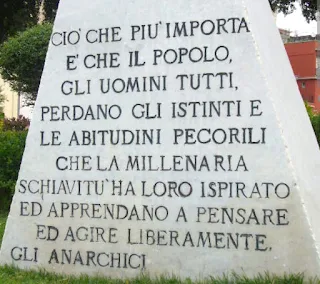 CIO' CHE PIU' IMPORTA
E' CHE IL POPOLO,
GLI UOMINI TUTTI,
PERDANO GLI ISTINTI E
LE ABITUDINI PECORILI
CHE LA MILLENARIA
SCHIAVITU' HA LORO ISPIRATO
ED APPRENDANO A PENSARE
ED AGIRE LIBERAMENTE.
GLI ANARCHICI